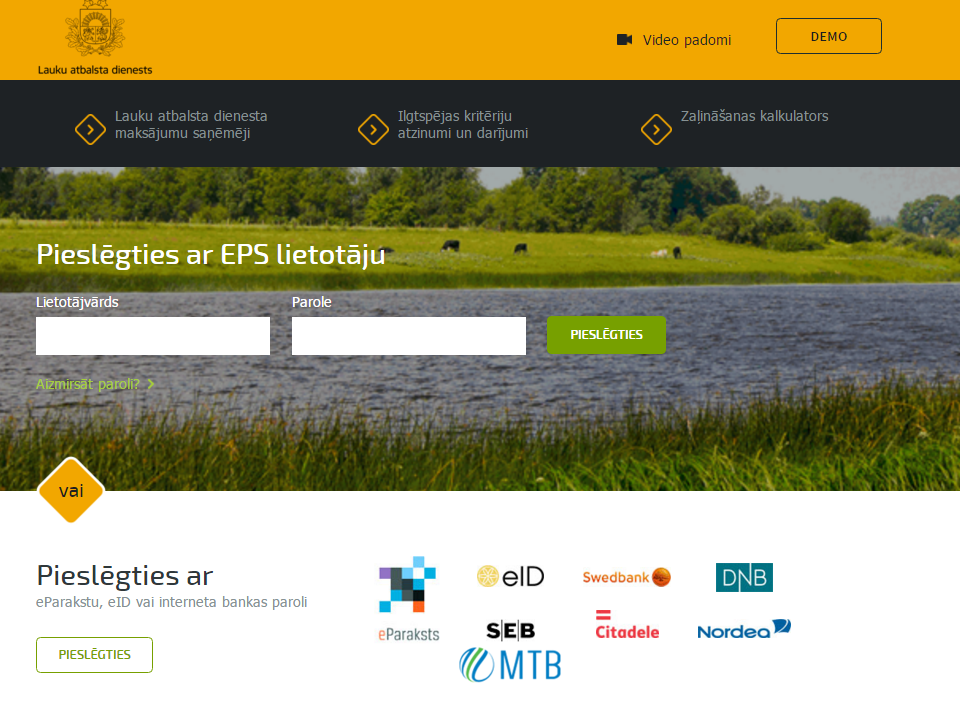 Lauku atbalsta dienests
Video padomi
DEMO
Lauku atbalsta dienesta
maksājumu saņēmēji
Ilgtspējas kritēriju
atzinumi un darījumi
Zaļināšanas kalkulators
Pieslēgties ar EPS lietotāju
Lietotājvārds
Parole
PIESLĒGTIES
Aizmirsāt paroli?
vai
Pieslēgties ar
eParakstu, eID vai interneta bankas paroli
PIESLĒGTIES
eParaksts
eID
Swedbank
DNB
SEB
Citadele
Nordea
MTB